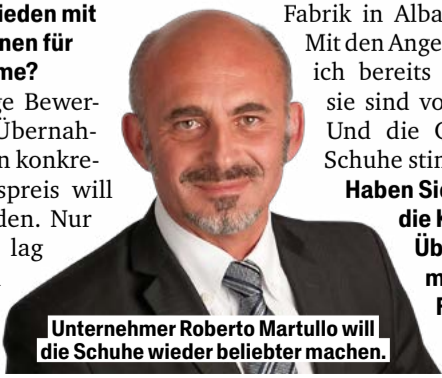 ieden mit
nen für
me?
ge Bewer-
Übernah-
n konkre-
spreis will
den. Nur
lag
Fabrik in Alba
Mit den Ange
ich bereits
sie sind vo
Und die
Schuhe
Haben Sie
die
Üb
Unternehmer Roberto Martullo will
die Schuhe wieder beliebter machen.